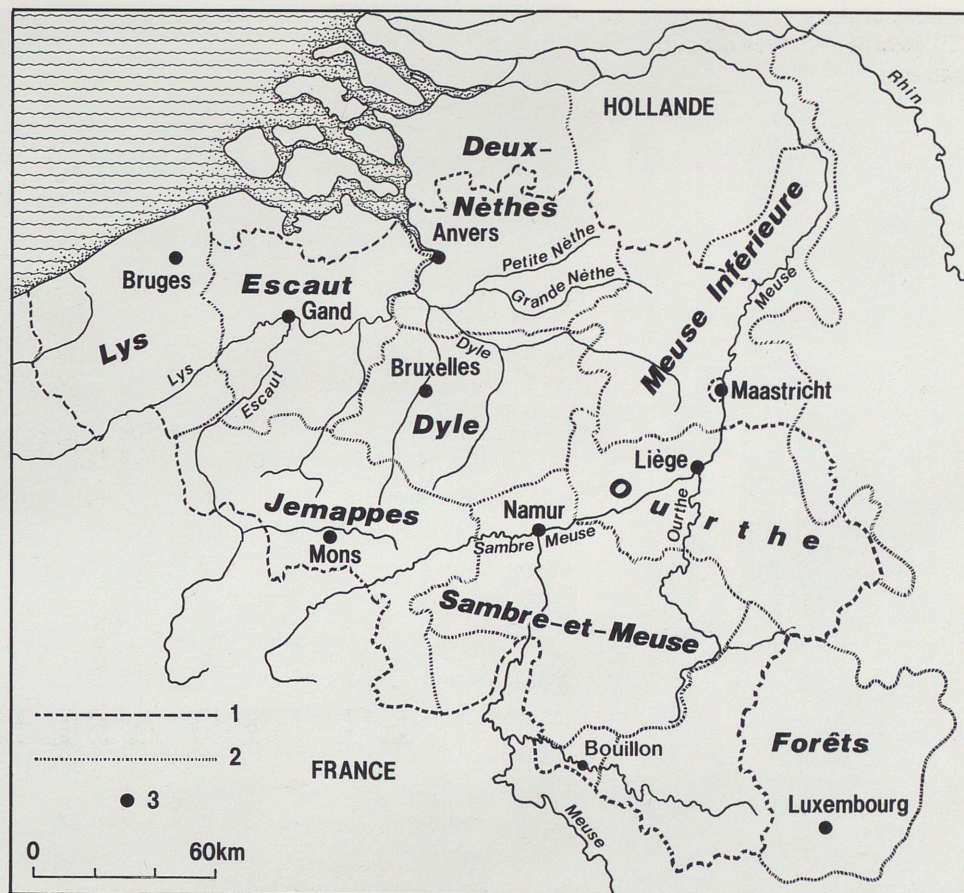 HOLLANDE
Rhin
Deux-
Nèthes
Anvers
Petite Nèthe
Grande Nèthe
Meuse Inférieure
Meuse
Bruges
Escaut
Gand
Lys
Lys
Escaut
Dyle
Bruxelles
Dyle
Maastricht
Liège
Ourthe
Ourthe
Jemappes
Mons
Namur
Sambre
Meuse
Sambre-et-Meuse
1
2
3
FRANCE
Bouillon
Forêts
Luxembourg
Meuse
0
60km